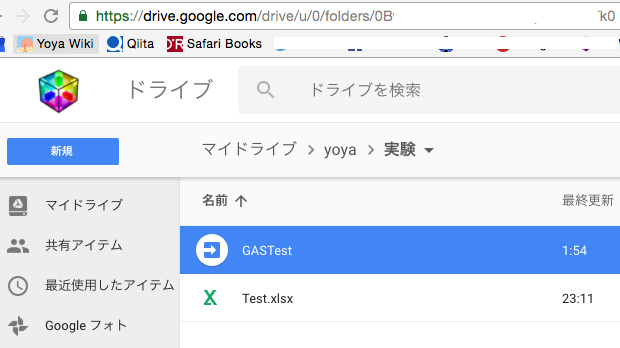 https://drive.google.com/drive/u/0/folders/0B
Yoya Wiki Qiita Safari Books
ドライブ ドライブを検索
新規 マイドライブ > yoya > 実験
名前 ↑ 最終更新
マイドライブ
共有アイテム GASTest 1:54
最近使用したアイテム Test.xlsx 23:11
Google フォト